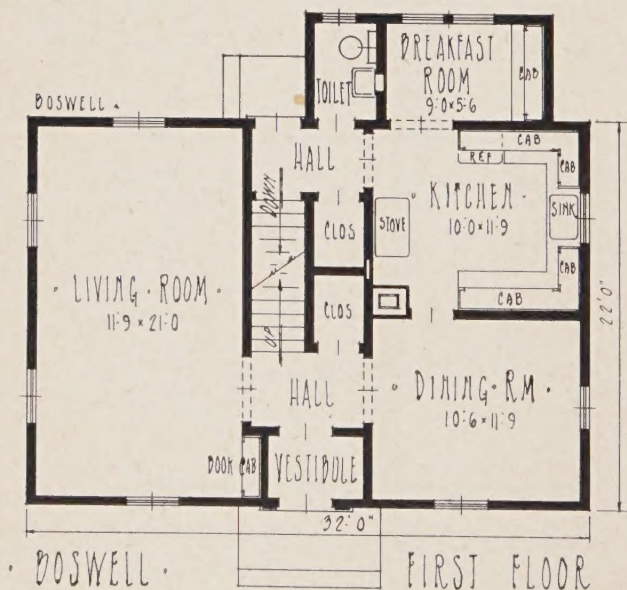 BREAKFAST
ROOM
9'-0 × 5'-6
CAB
TOILET
BOSWELL.
HALL
CAB
REF
CAB
DOWN
KITCHEN
10'-0 × 11'-9
SINK
STOVE
CLOS
CAB
CAB
LIVING · ROOM
11'-9 × 21'-0
CLOS
UP
22'0"
HALL
DINING · RM
10'-6 × 11'-9
BOOK CAB
VESTIBULE
32'-0"
· BOSWELL ·
FIRST FLOOR